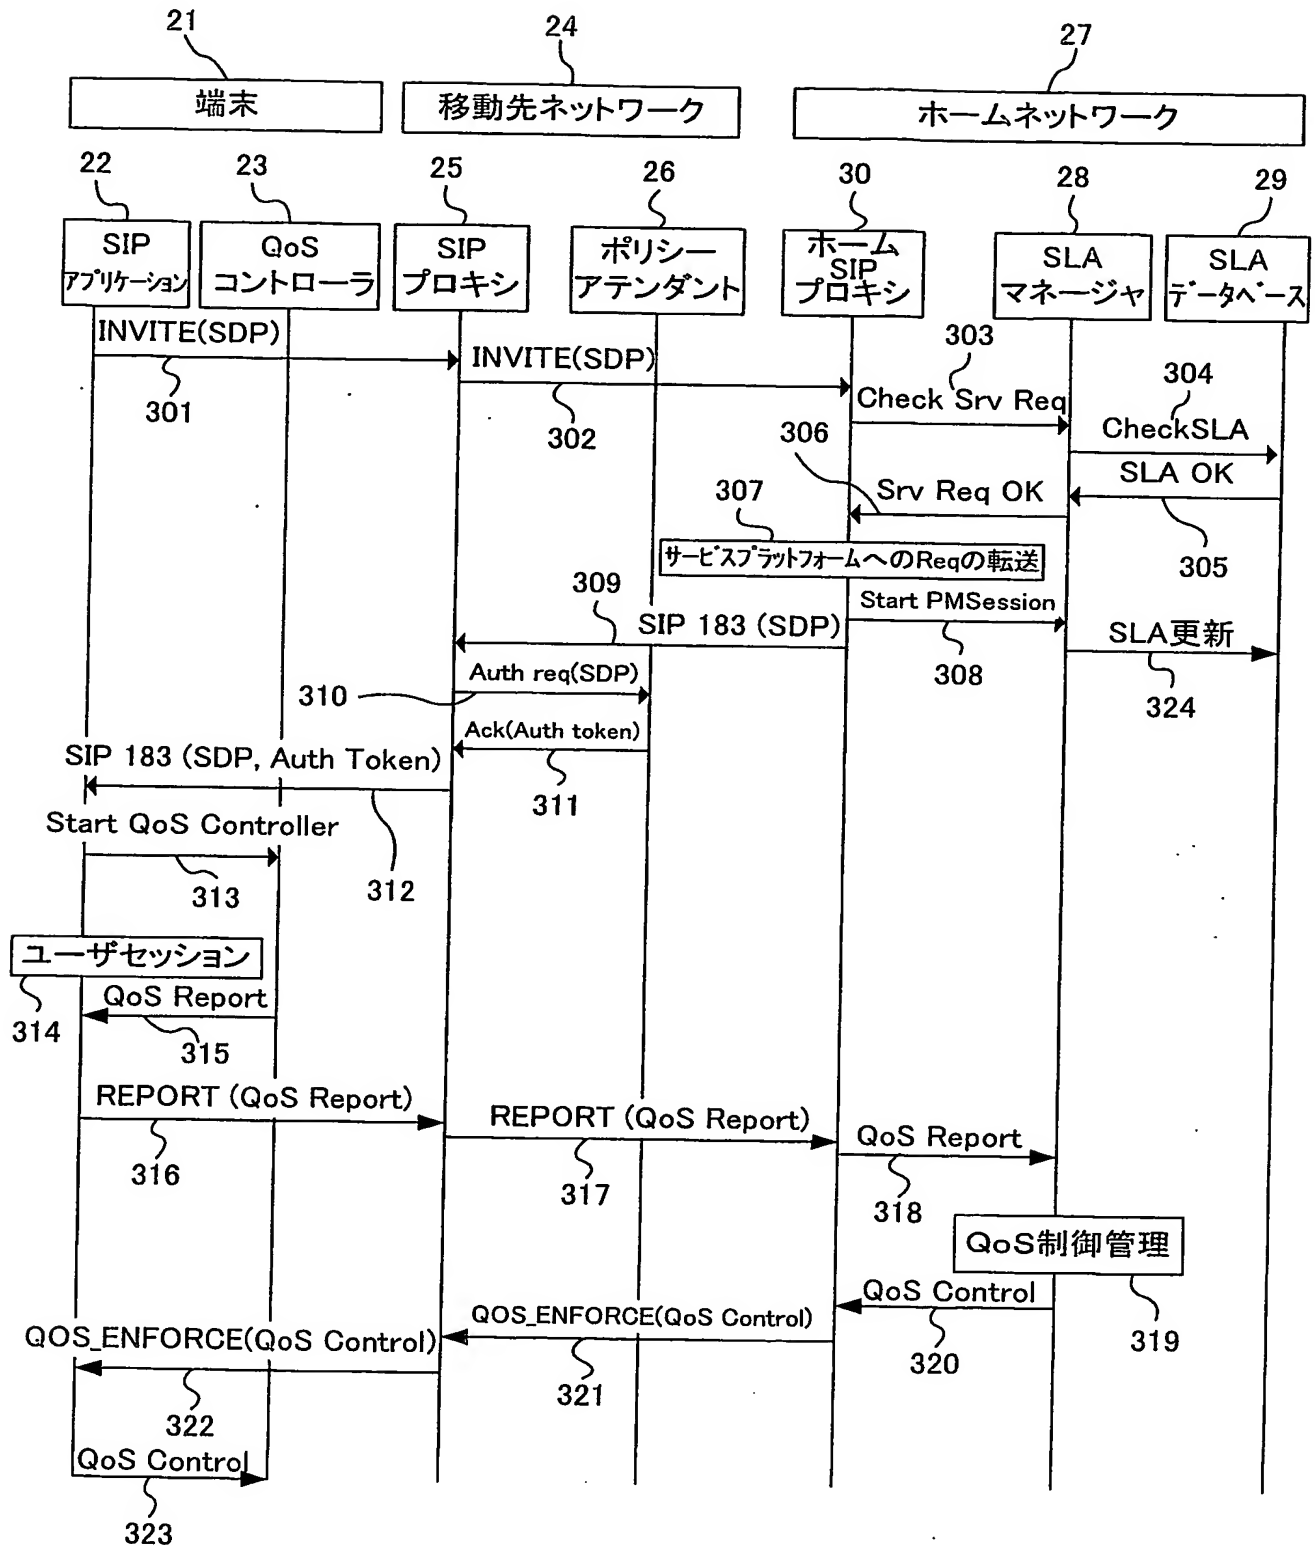 21
24
27
端末
移動先ネットワーク
ホームネットワーク
22
23
25
26
30
28
29
SIP
アプリケーション
QoS
コントローラ
SIP
プロキシ
ポリシー
アテンダント
ホーム
SIP
プロキシ
SLA
マネージャ
SLA
データベース
INVITE(SDP)
301
INVITE(SDP)
302
303
Check Srv Req
304
CheckSLA
306
SLA OK
305
Srv Req OK
307
サービスプラットフォームへのReqの転送
309
Start PMSession
308
SIP 183 (SDP)
SLA更新
324
Auth req(SDP)
310
Ack(Auth token)
311
SIP 183 (SDP, Auth Token)
312
Start QoS Controller
313
ユーザセッション
314
QoS Report
315
REPORT (QoS Report)
316
REPORT (QoS Report)
317
QoS Report
318
QoS制御管理
319
QoS Control
320
QOS_ENFORCE(QoS Control)
321
QOS_ENFORCE(QoS Control)
322
QoS Control
323